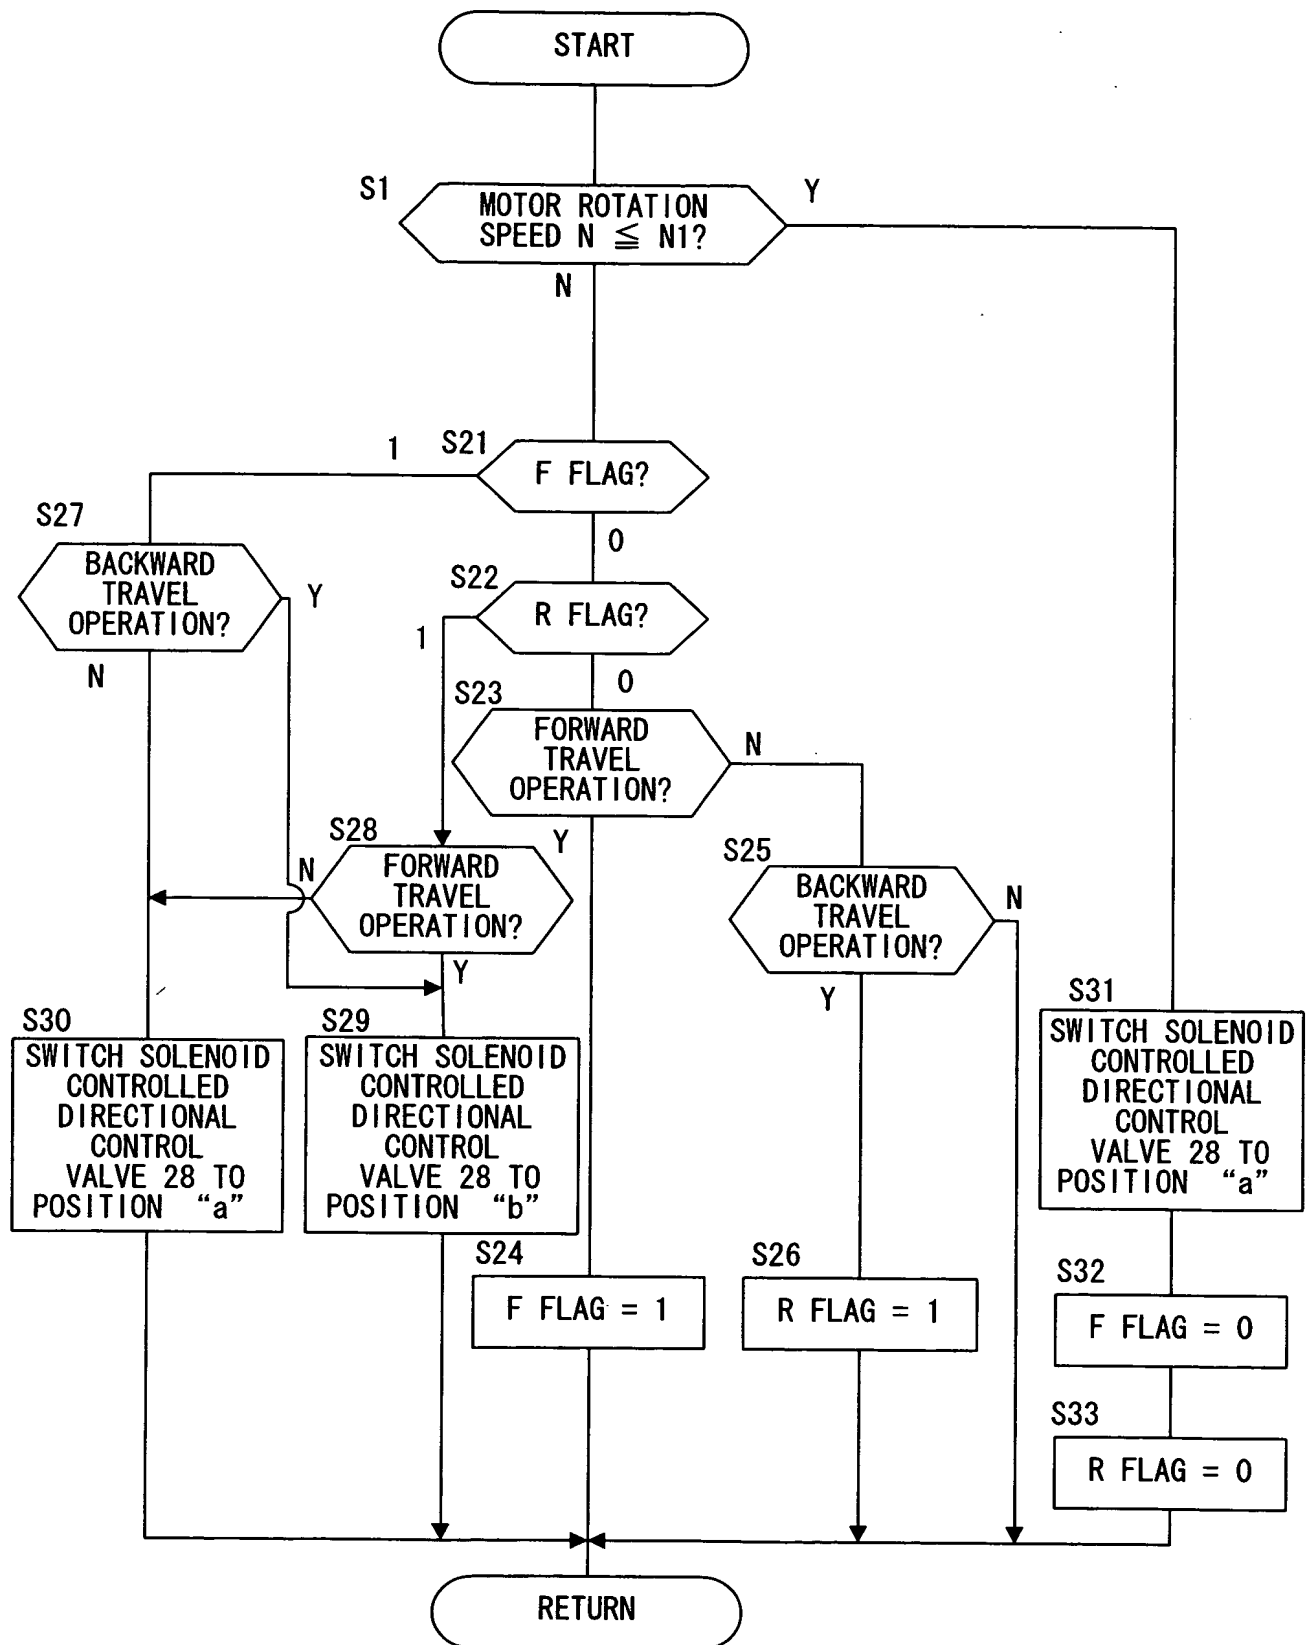 START
S1
MOTOR ROTATION
SPEED N ≦ N1?
Y
N
S21
1
F FLAG?
0
S27
BACKWARD
TRAVEL
OPERATION?
Y
N
S22
R FLAG?
1
0
S23
FORWARD
TRAVEL
OPERATION?
N
Y
S28
FORWARD
TRAVEL
OPERATION?
N
Y
S25
BACKWARD
TRAVEL
OPERATION?
N
Y
S30
SWITCH SOLENOID
CONTROLLED
DIRECTIONAL
CONTROL
VALVE 28 TO
POSITION “a”
S29
SWITCH SOLENOID
CONTROLLED
DIRECTIONAL
CONTROL
VALVE 28 TO
POSITION “b”
S31
SWITCH SOLENOID
CONTROLLED
DIRECTIONAL
CONTROL
VALVE 28 TO
POSITION “a”
S24
F FLAG = 1
S26
R FLAG = 1
S32
F FLAG = 0
S33
R FLAG = 0
RETURN